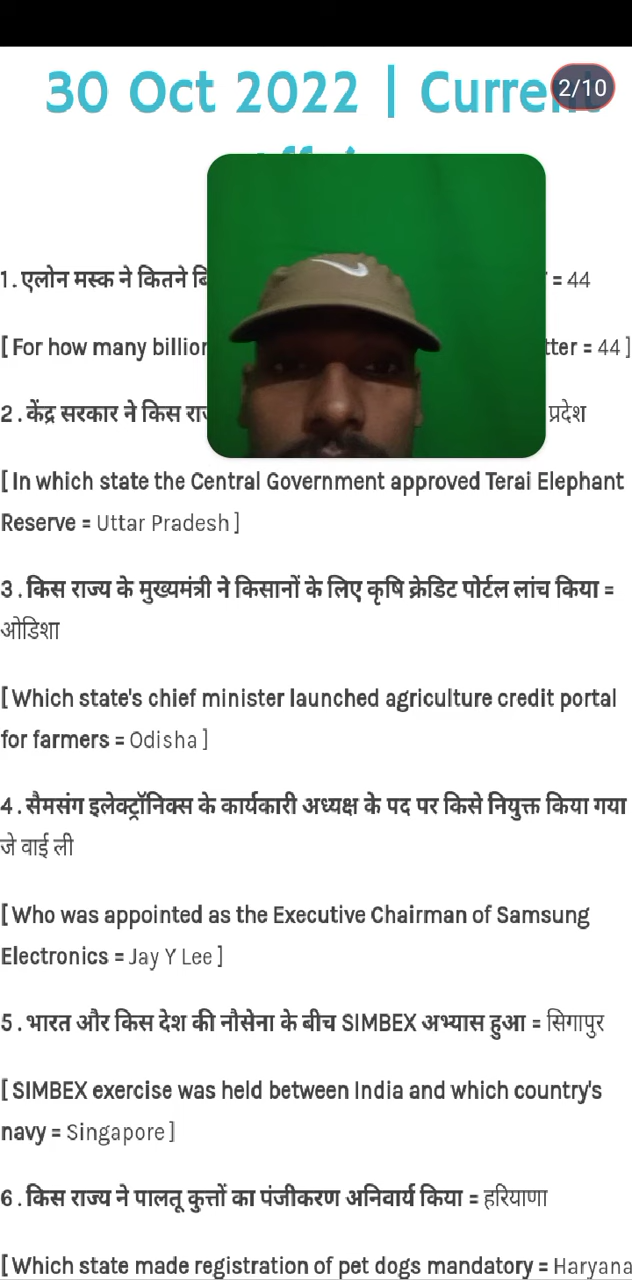 30 Oct 2022 | Current
2/10
1. एलोन मस्क ने कितने = 44
[ For how many = 44 ]
2. केंद्र सरकार ने किस प्रदेश
[ In which state the Central Government approved Terai Elephant
Reserve = Uttar Pradesh ]
3. किस राज्य के मुख्यमंत्री ने किसानों के लिए कृषि क्रेडिट पोर्टल लांच किया =
ओडिशा
[ Which state's chief minister launched agriculture credit portal
for farmers = Odisha ]
4. सैमसंग इलेक्ट्रॉनिक्स के कार्यकारी अध्यक्ष के पद पर किसे नियुक्त किया गया
जे वाई ली
[ Who was appointed as the Executive Chairman of Samsung
Electronics = Jay Y Lee ]
5. भारत और किस देश की नौसेना के बीच SIMBEX अभ्यास हुआ = सिगापुर
[ SIMBEX exercise was held between India and which country's
navy = Singapore ]
6. किस राज्य ने पालतू कुत्तों का पंजीकरण अनिवार्य किया = हरियाणा
[ Which state made registration of pet dogs mandatory = Haryana